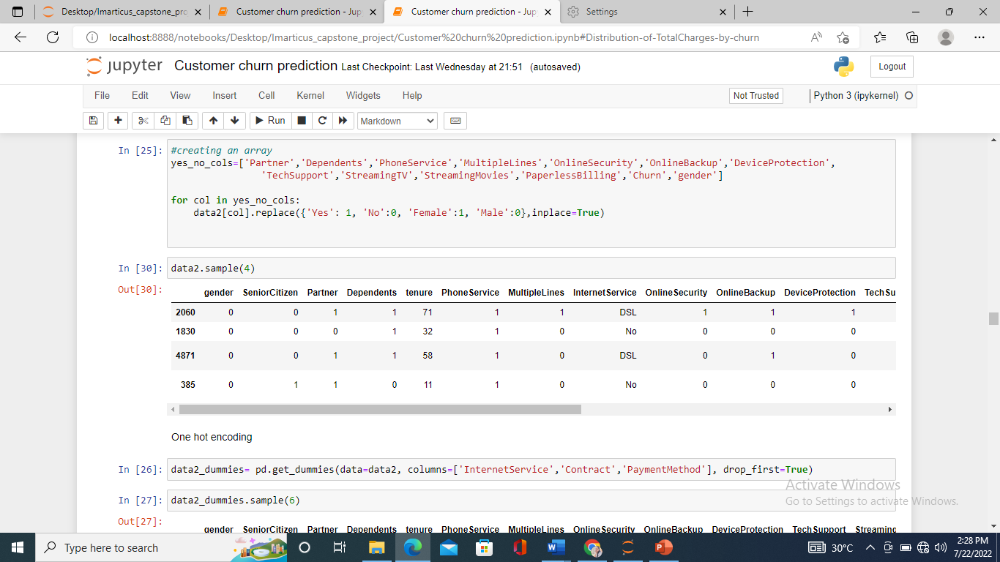 Desktop/Imarticus_capstone_pro
Customer churn prediction - Jup
Customer churn prediction - Jup
Settings
localhost:8888/notebooks/Desktop/Imarticus_capstone_project/Customer%20churn%20prediction.ipynb#Distribution-of-TotalCharges-by-churn
jupyter Customer churn prediction Last Checkpoint: Last Wednesday at 21:51 (autosaved)
Logout
File Edit View Insert Cell Kernel Widgets Help
Not Trusted
Python 3 (ipykernel)
Run
Markdown
In [25]: #creating an array
yes_no_cols=['Partner','Dependents','PhoneService','MultipleLines','OnlineSecurity','OnlineBackup','DeviceProtection',
'TechSupport','StreamingTV','StreamingMovies','PaperlessBilling','Churn','gender']
for col in yes_no_cols:
data2[col].replace({'Yes': 1, 'No':0, 'Female':1, 'Male':0},inplace=True)
In [30]: data2.sample(4)
Out[30]:
gender SeniorCitizen Partner Dependents tenure PhoneService MultipleLines InternetService OnlineSecurity OnlineBackup DeviceProtection TechSu
2060 0 0 1 1 71 1 1 DSL 1 1 1
1830 0 0 0 1 32 1 0 No 0 0 0
4871 0 0 1 1 58 1 0 DSL 0 1 0
385 0 1 1 0 11 1 0 No 0 0 0
One hot encoding
In [26]: data2_dummies= pd.get_dummies(data=data2, columns=['InternetService','Contract','PaymentMethod'], drop_first=True)
Activate Windows
Go to Settings to activate Windows.
In [27]: data2_dummies.sample(6)
Out[27]:
gender SeniorCitizen Partner Dependents tenure PhoneService MultipleLines OnlineSecurity OnlineBackup DeviceProtection TechSupport Streaming
Type here to search
30°C
2:28 PM
7/22/2022